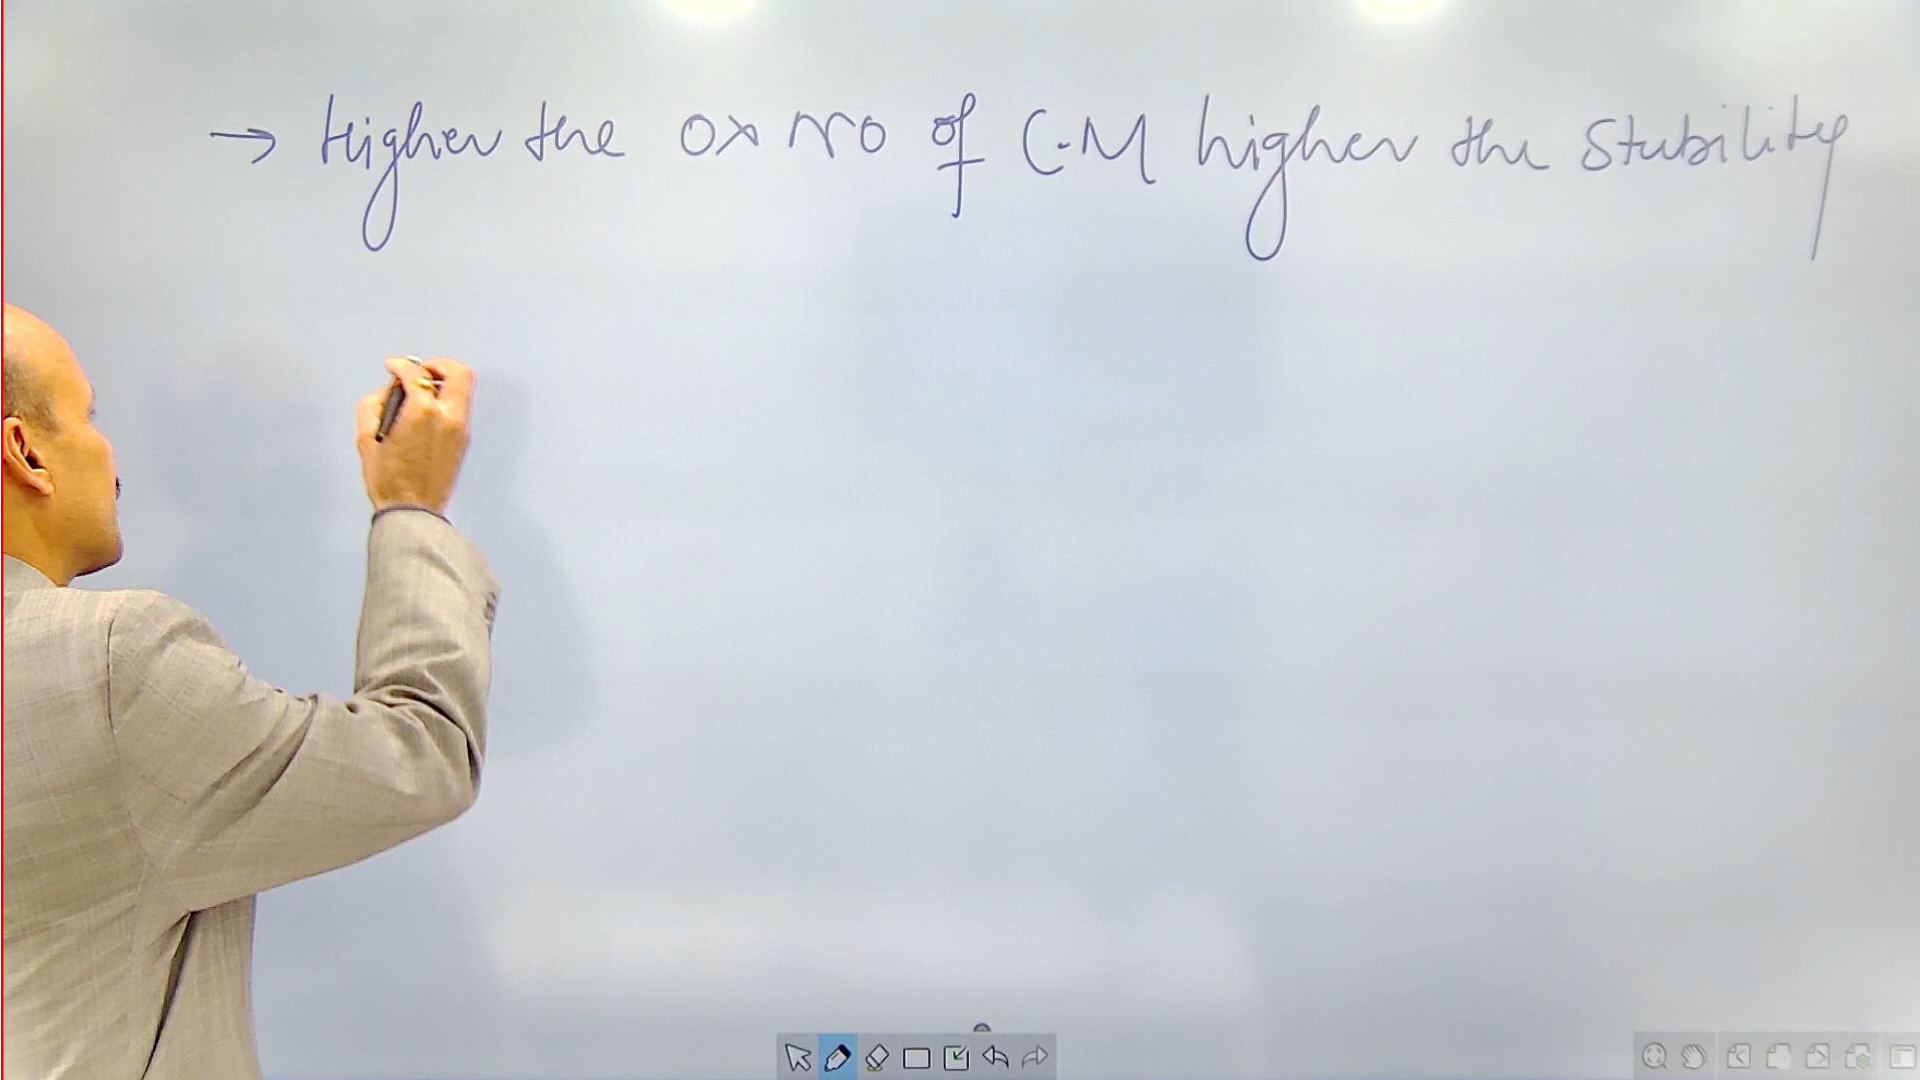 → Higher the ox no of C.M higher the stability